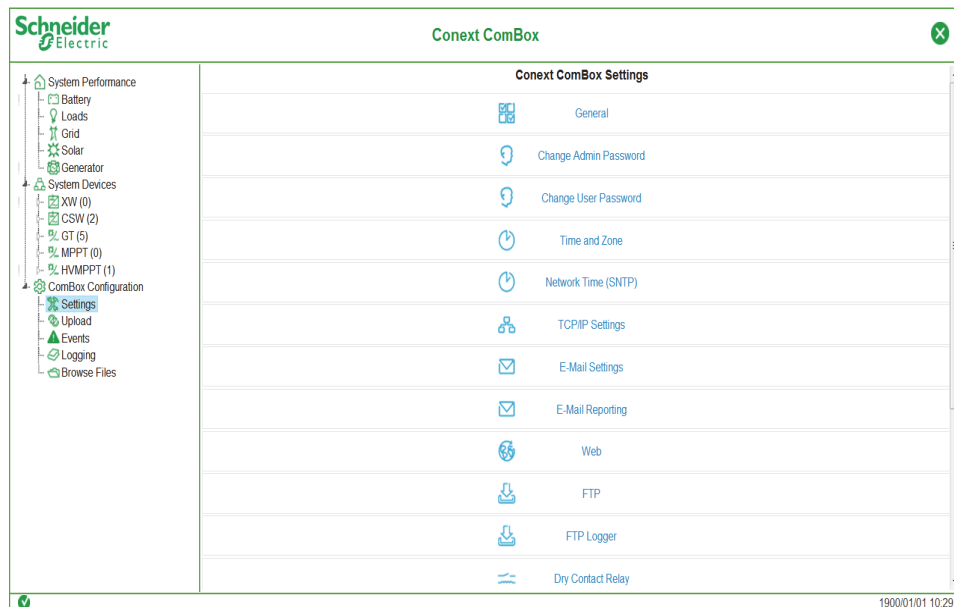 Schneider
Electric
Conext ComBox
System Performance
Battery
Loads
Grid
Solar
Generator
System Devices
XW (0)
CSW (2)
GT (5)
MPPT (0)
HVMPPT (1)
ComBox Configuration
Settings
Upload
Events
Logging
Browse Files
Conext ComBox Settings
General
Change Admin Password
Change User Password
Time and Zone
Network Time (SNTP)
TCP/IP Settings
E-Mail Settings
E-Mail Reporting
Web
FTP
FTP Logger
Dry Contact Relay
1900/01/01 10:29